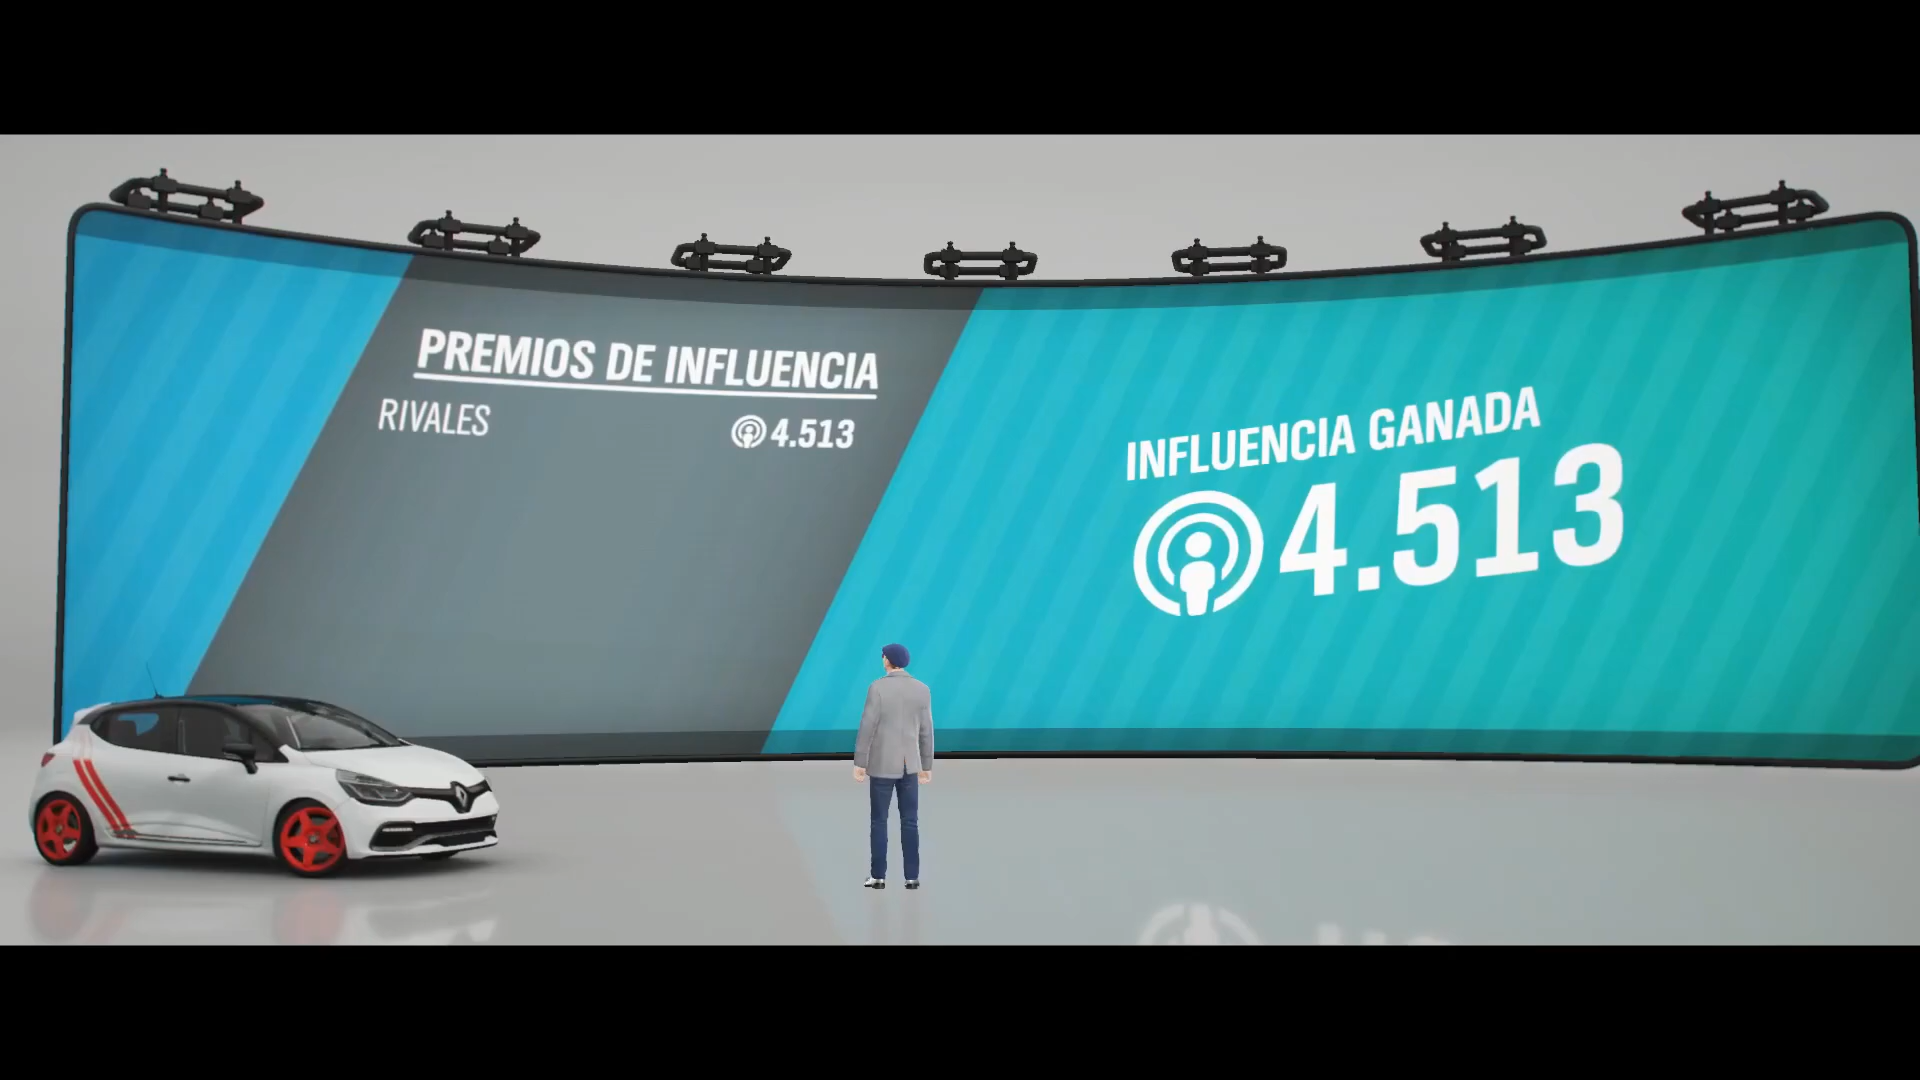 PREMIOS DE INFLUENCIA
RIVALES 4.513
INFLUENCIA GANADA
4.513